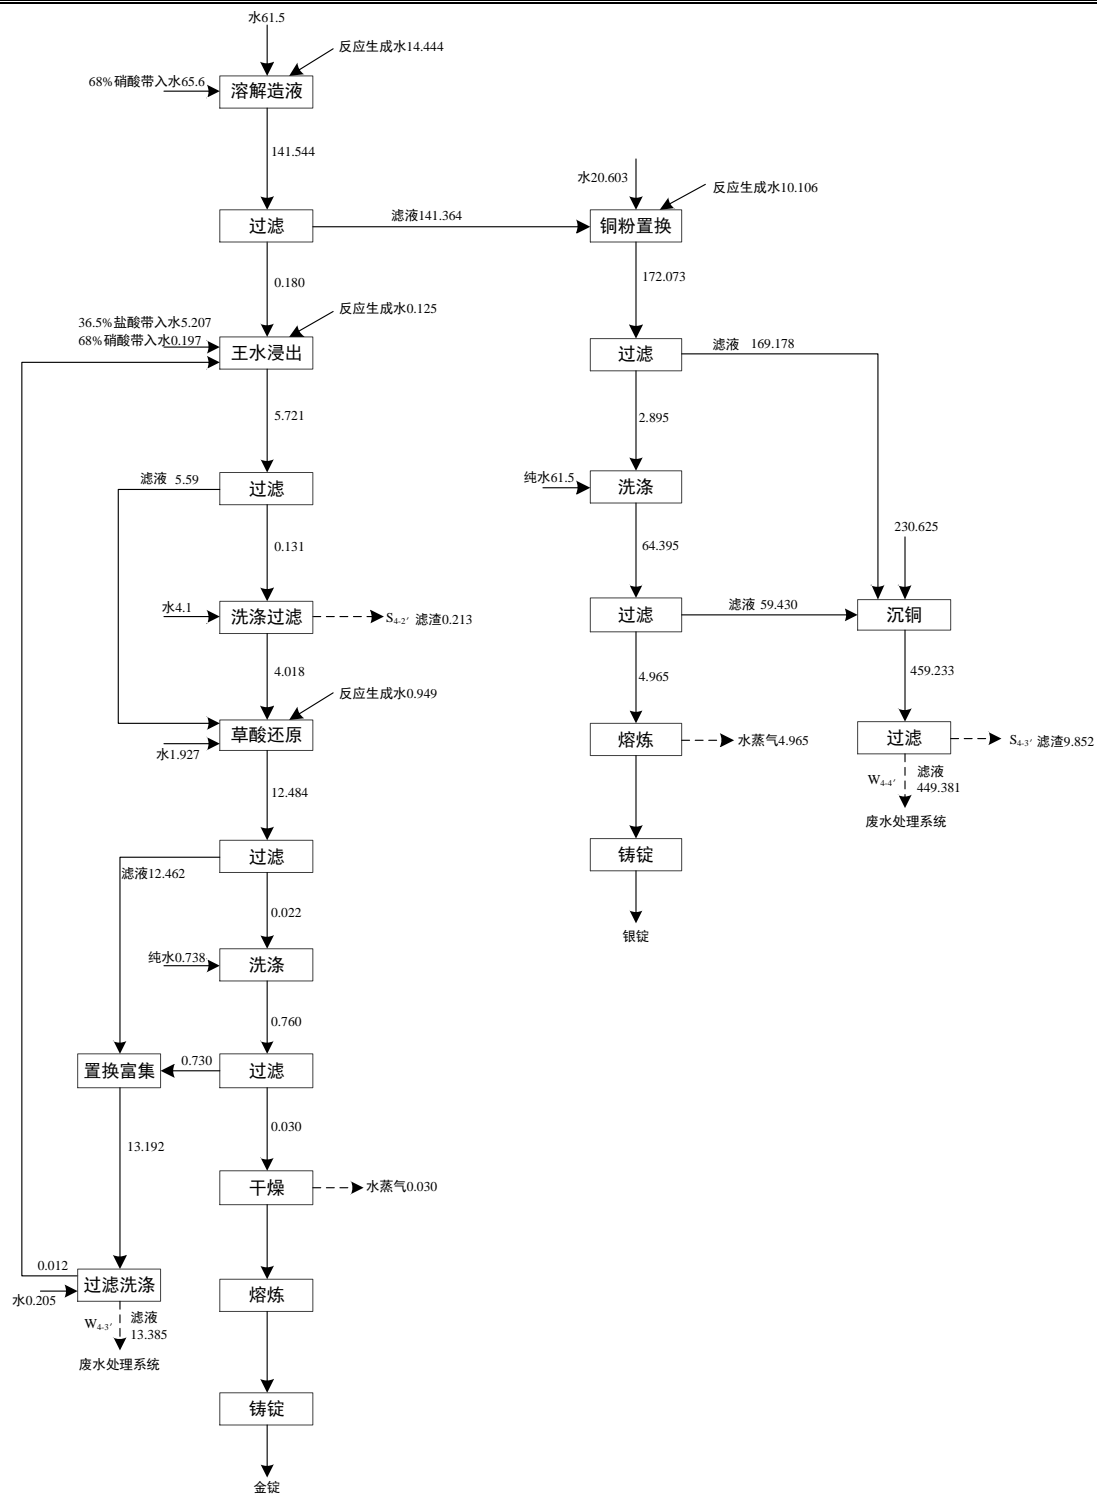 水61.5
反应生成水14.444
68%硝酸带入水65.6
溶解造液
141.544
水20.603
反应生成水10.106
过滤
滤液141.364
铜粉置换
0.180
172.073
反应生成水0.125
36.5%盐酸带入水5.207
68%硝酸带入水0.197
王水浸出
过滤
滤液 169.178
5.721
2.895
滤液 5.59
过滤
纯水61.5
洗涤
0.131
64.395
230.625
水4.1
洗涤过滤
S4-2′ 滤渣0.213
过滤
滤液 59.430
沉铜
4.018
4.965
459.233
反应生成水0.949
草酸还原
水1.927
熔炼
水蒸气4.965
过滤
S4-3′ 滤渣9.852
12.484
W4-4′
滤液
449.381
废水处理系统
过滤
滤液12.462
铸锭
0.022
银锭
纯水0.738
洗涤
0.760
置换富集
0.730
过滤
0.030
13.192
干燥
水蒸气0.030
0.012
过滤洗涤
水0.205
熔炼
W4-3′
滤液
13.385
废水处理系统
铸锭
金锭